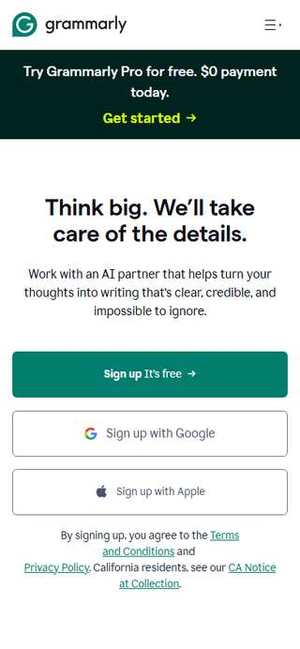 grammarly
Try Grammarly Pro for free. $0 payment
today.
Get started →
Think big. We’ll take
care of the details.
Work with an AI partner that helps turn your
thoughts into writing that’s clear, credible, and
impossible to ignore.
Sign up It’s free →
Sign up with Google
Sign up with Apple
By signing up, you agree to the Terms
and Conditions and
Privacy Policy. California residents, see our CA Notice
at Collection.